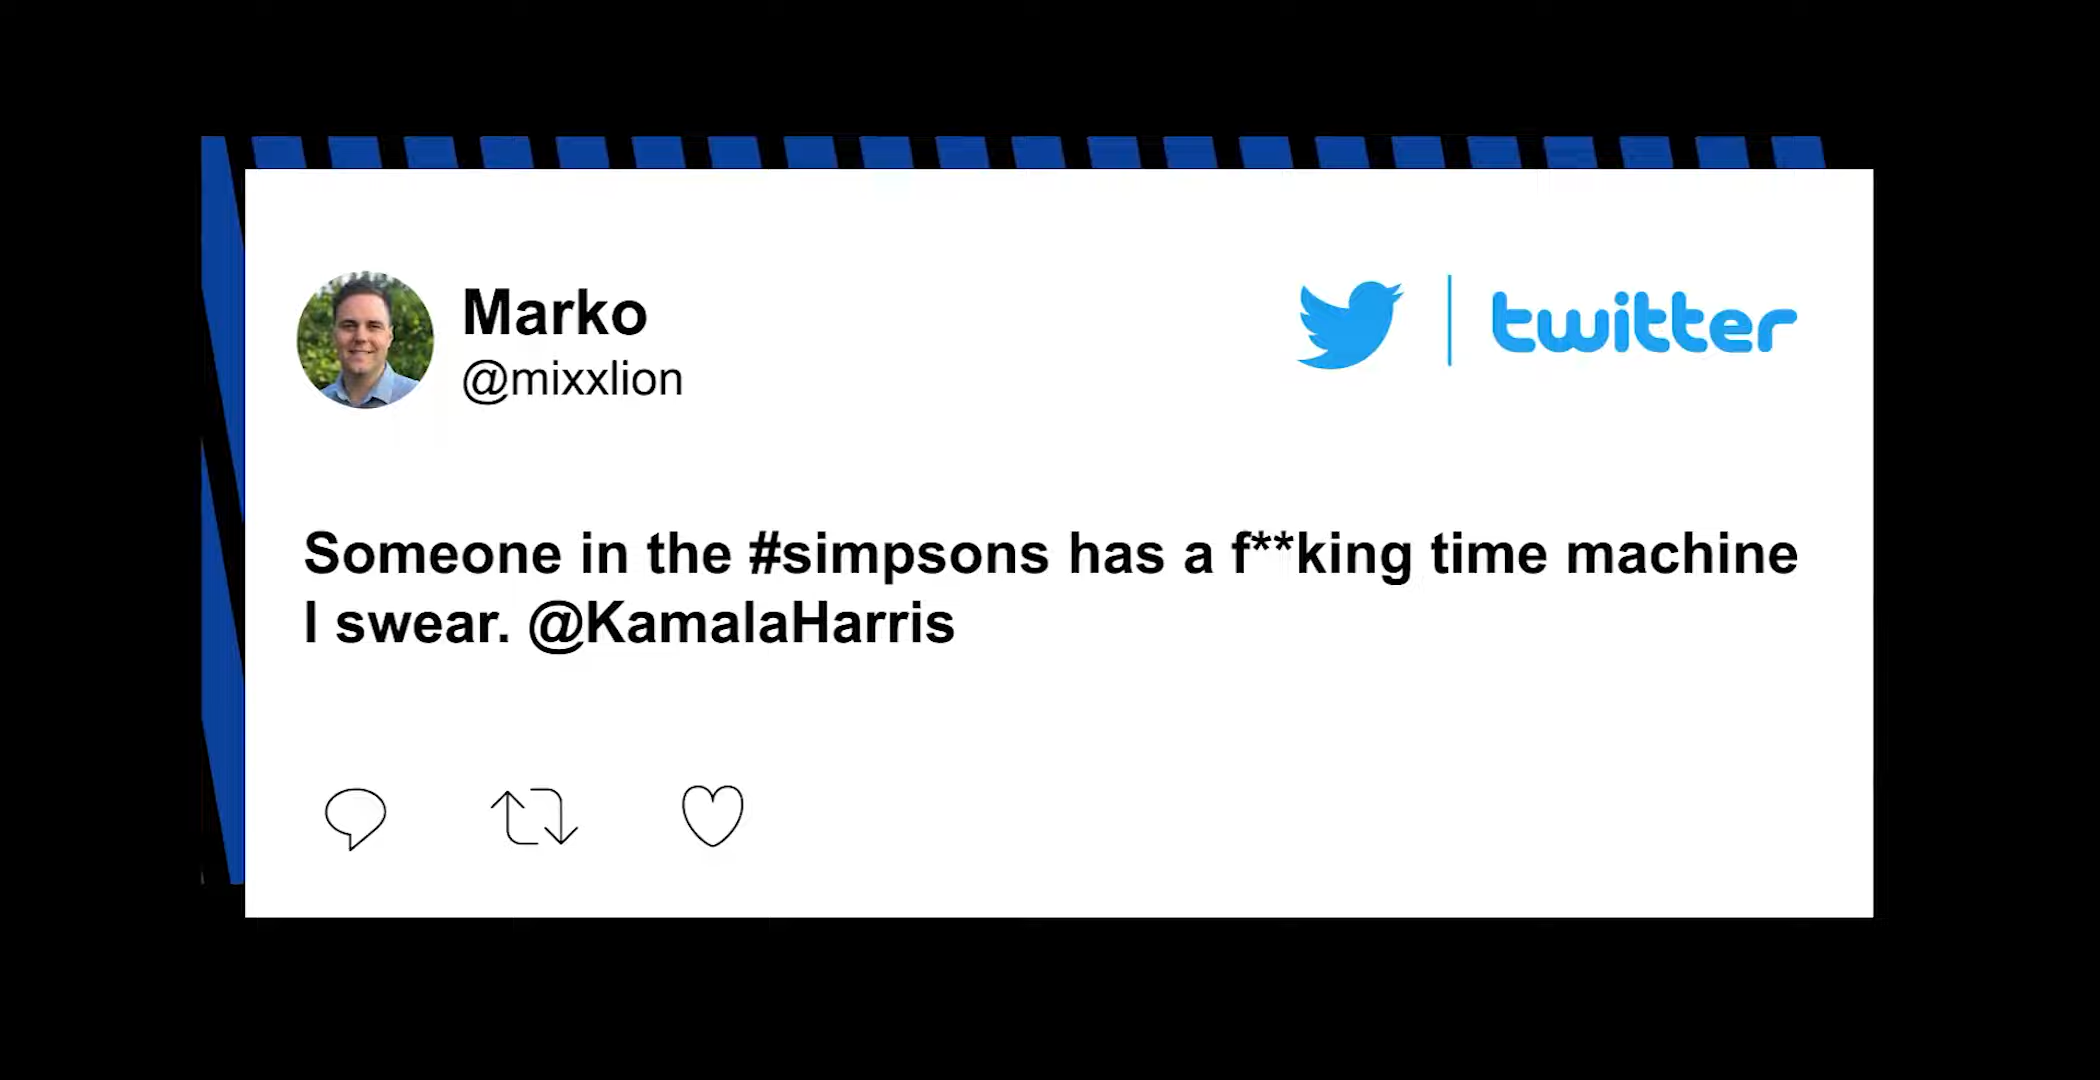 Marko
@mixxlion
twitter
Someone in the #simpsons has a f**king time machine
I swear. @KamalaHarris